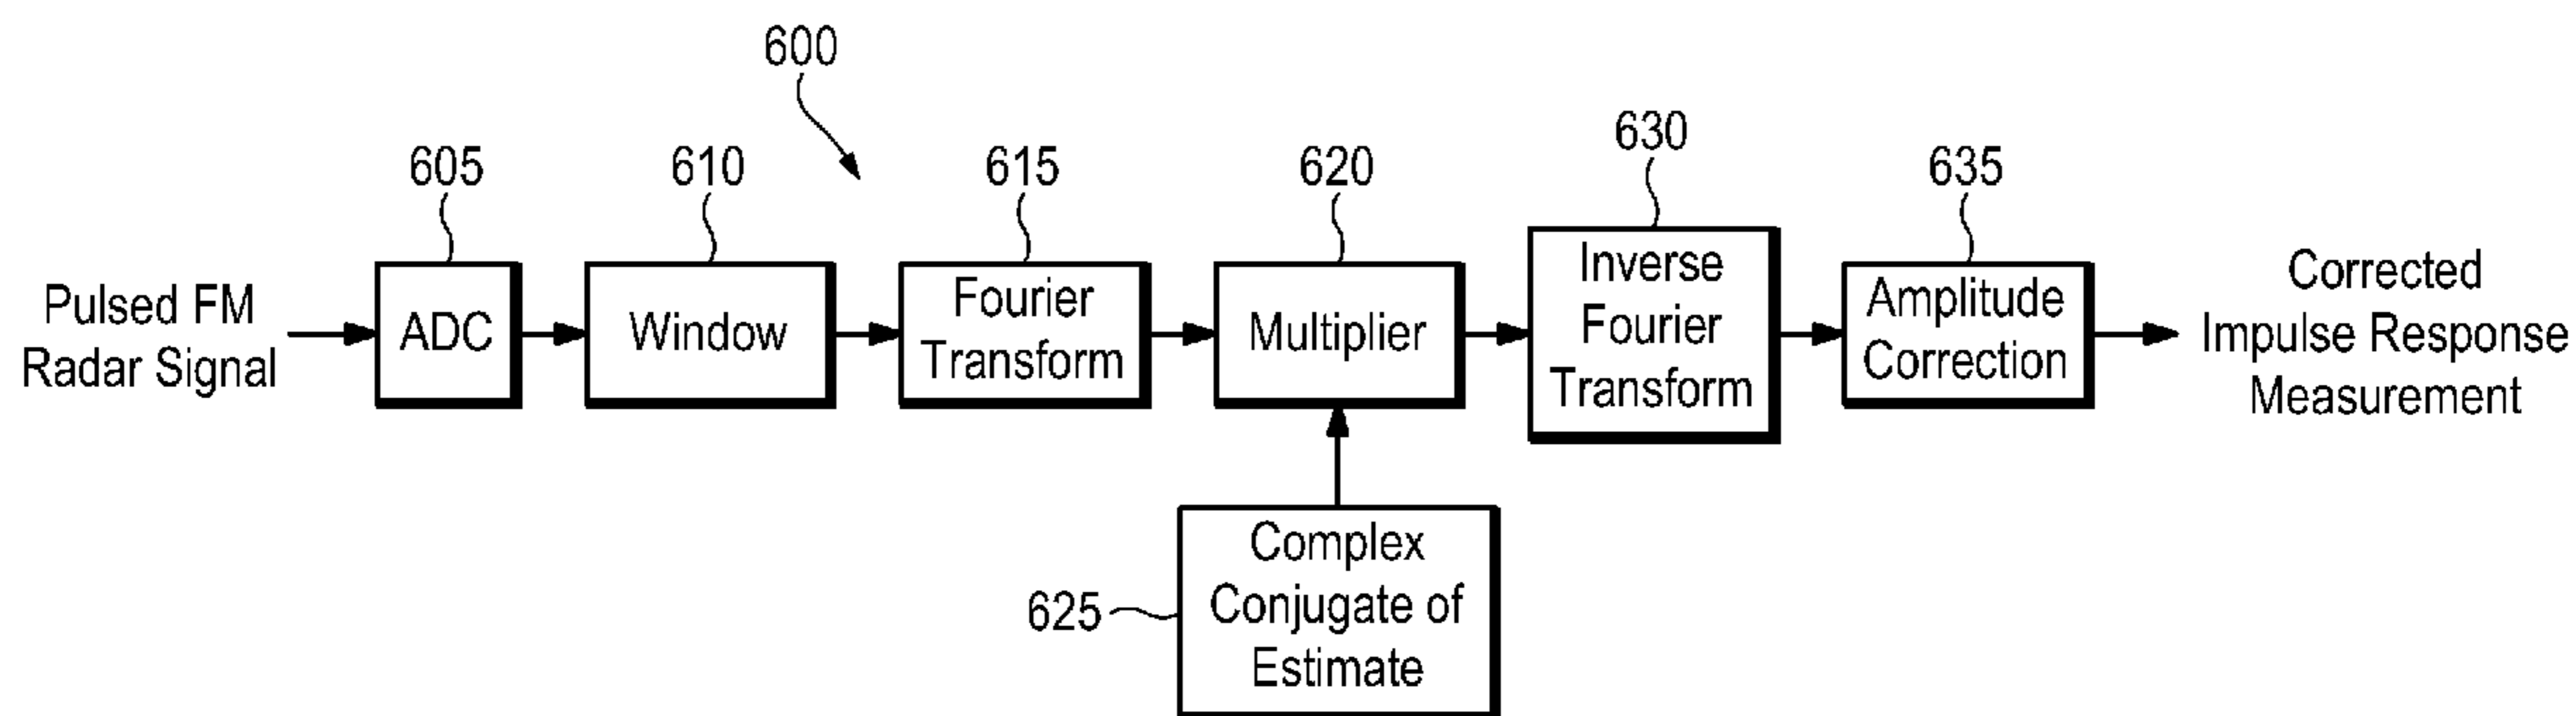 600
605
610
615
620
630
635
Pulsed FM
Radar Signal
ADC
Window
Fourier
Transform
Multiplier
Inverse
Fourier
Transform
Amplitude
Correction
Corrected
Impulse Response
Measurement
625
Complex
Conjugate of
Estimate